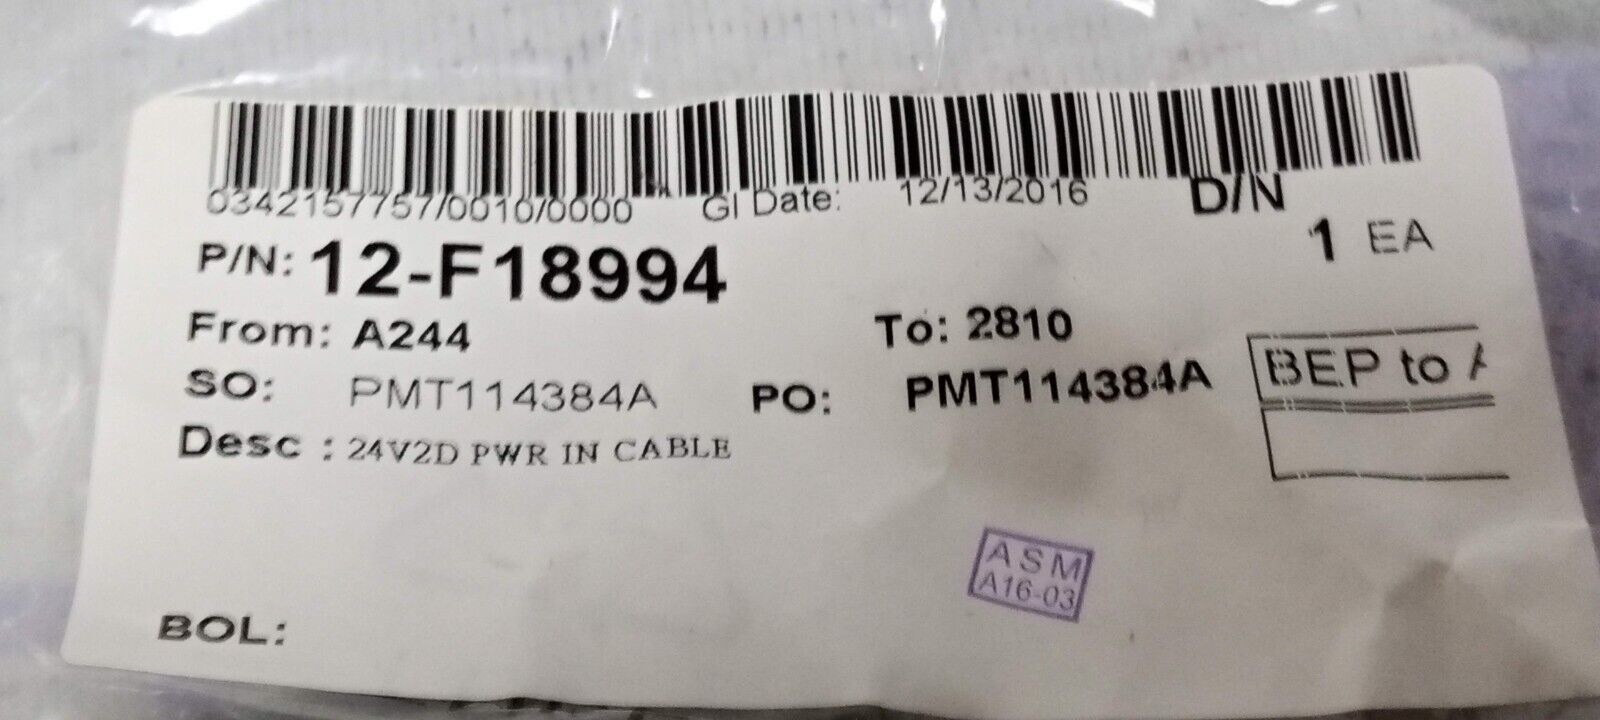 0342157757/0010/0000 GI Date: 12/13/2016 D/N
P/N: 12-F18994 1 EA
From: A244 To: 2810
SO: PMT114384A PO: PMT114384A BEP to
Desc : 24V2D PWR IN CABLE
ASM
A16-03
BOL: